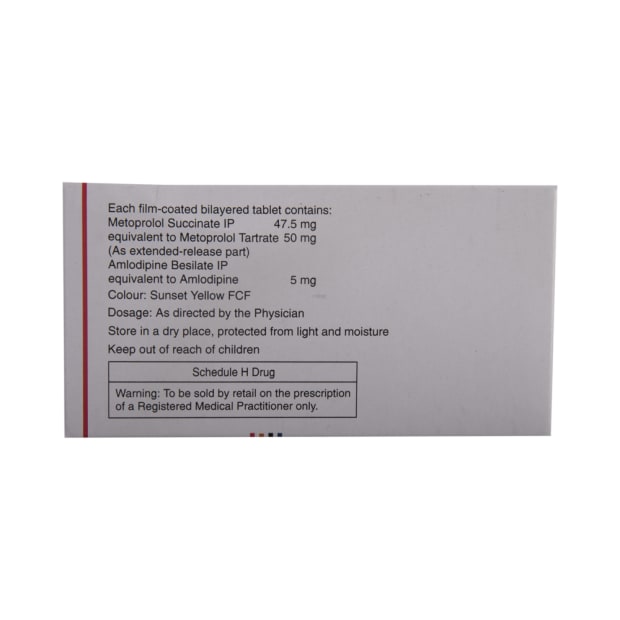 Each film-coated bilayered tablet contains:
Metoprolol Succinate IP 47.5 mg
equivalent to Metoprolol Tartrate 50 mg
(As extended-release part)
Amlodipine Besilate IP
equivalent to Amlodipine 5 mg
Colour: Sunset Yellow FCF
Dosage: As directed by the Physician
Store in a dry place, protected from light and moisture
Keep out of reach of children
Schedule H Drug
Warning: To be sold by retail on the prescription
of a Registered Medical Practitioner only.